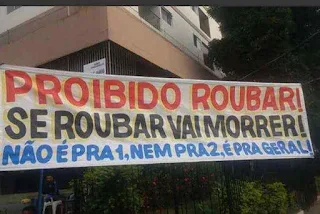 PROIBIDO ROUBAR!
SE ROUBAR VAI MORRER!
NÃO É PRA 1, NEM PRA 2, É PRA GERAL!